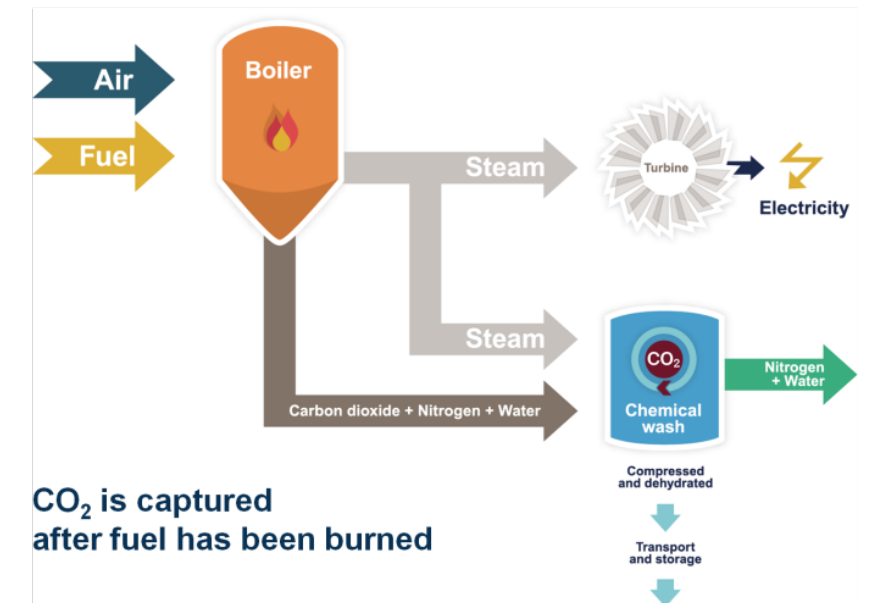 Air
Boiler
Fuel
Steam
Turbine
Electricity
Steam
CO₂
Nitrogen
+ Water
Carbon dioxide + Nitrogen + Water
Chemical
wash
Compressed
and dehydrated
CO₂ is captured
after fuel has been burned
Transport
and storage